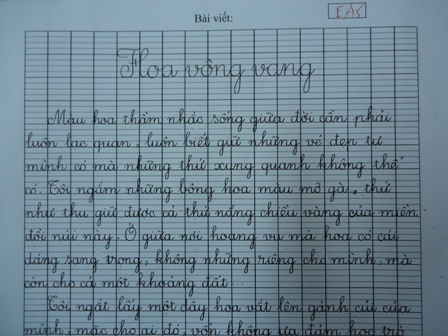 Bài viết:
EAC
Hoa vông vang
Màu hoa thầm nhắc sống giữa đời cần phải
luôn lạc quan, luôn biết giữ những vẻ đẹp tự
mình có mà những thứ xung quanh không thể
có. Tôi ngắm những bông hoa màu mỡ gà, thứ
như thu giữ được cả thứ nắng chiều vàng của miền
đồi núi này. Ở giữa nơi hoang vu mà hoa có cái
dáng sang trọng, không những riêng cho mình, mà
còn cho cả một khoảng đất...
Tôi ngắt lấy một dây hoa vắt lên gánh củi của
mình, mặc cho ai đó, vốn không ưa đám hoa trỗ